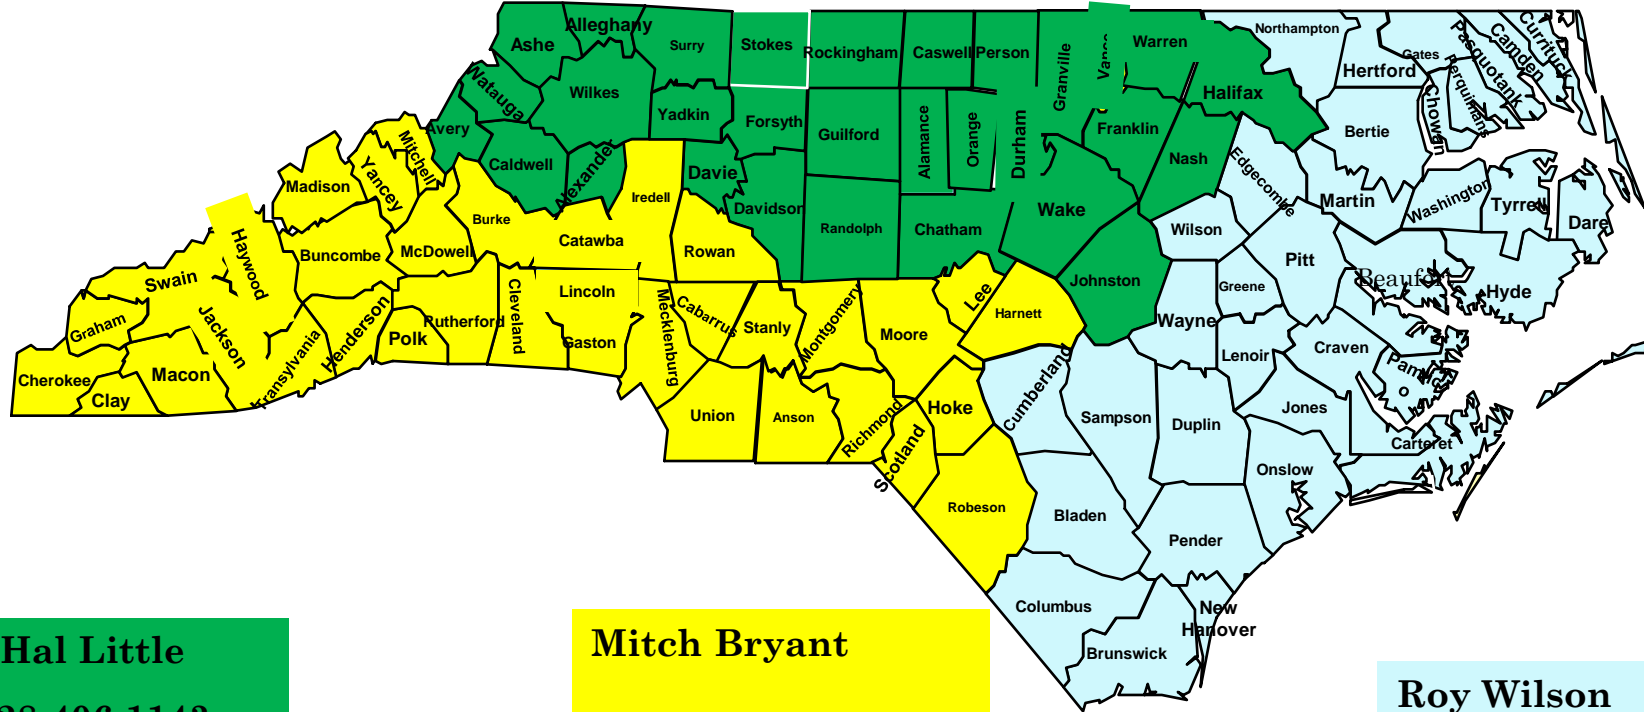 Ashe
Alleghany
Surry
Stokes
Rockingham
Caswell
Person
Granville
Vance
Warren
Northampton
Gates
Hertford
Pasquotank
Camden
Currituck
Perquimans
Chowan
Watauga
Wilkes
Yadkin
Forsyth
Guilford
Alamance
Orange
Durham
Franklin
Halifax
Nash
Bertie
Avery
Mitchell
Yancey
Madison
Caldwell
Alexander
Davie
Iredell
Davidson
Randolph
Chatham
Wake
Edgecombe
Martin
Washington
Tyrrell
Dare
Haywood
Buncombe
McDowell
Burke
Catawba
Rowan
Wilson
Pitt
Beaufort
Hyde
Swain
Graham
Jackson
Transylvania
Henderson
Polk
Rutherford
Cleveland
Lincoln
Gaston
Mecklenburg
Cabarrus
Stanly
Montgomery
Moore
Lee
Harnett
Johnston
Greene
Wayne
Lenoir
Craven
Pamlic
o
Cherokee
Clay
Macon
Union
Anson
Richmond
Scotland
Hoke
Cumberland
Sampson
Duplin
Jones
Carteret
Onslow
Robeson
Bladen
Pender
Columbus
New
Hanover
Brunswick
Hal Little
Mitch Bryant
Roy Wilson